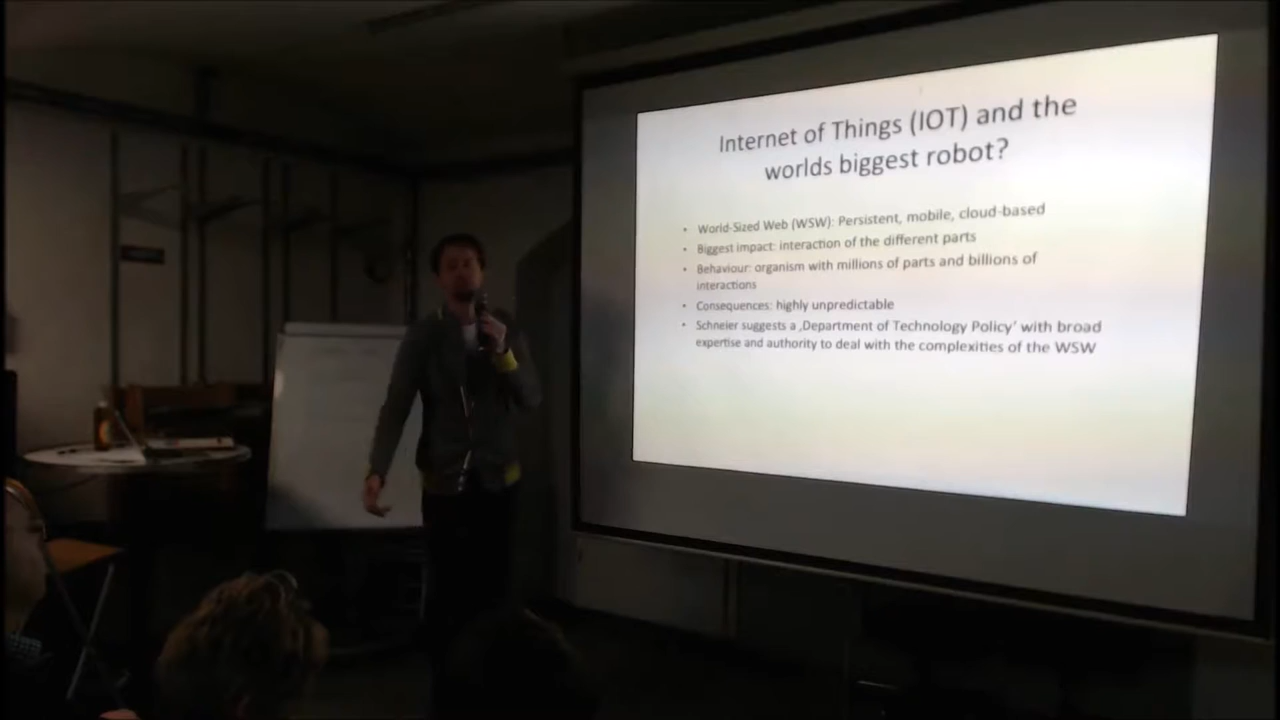 Internet of Things (IOT) and the
worlds biggest robot?
• World-Sized Web (WSW): Persistent, mobile, cloud-based
• Biggest impact: interaction of the different parts
• Behaviour: organism with millions of parts and billions of
interactions
• Consequences: highly unpredictable
• Schneier suggests a ‚Department of Technology Policy' with broad
expertise and authority to deal with the complexities of the WSW